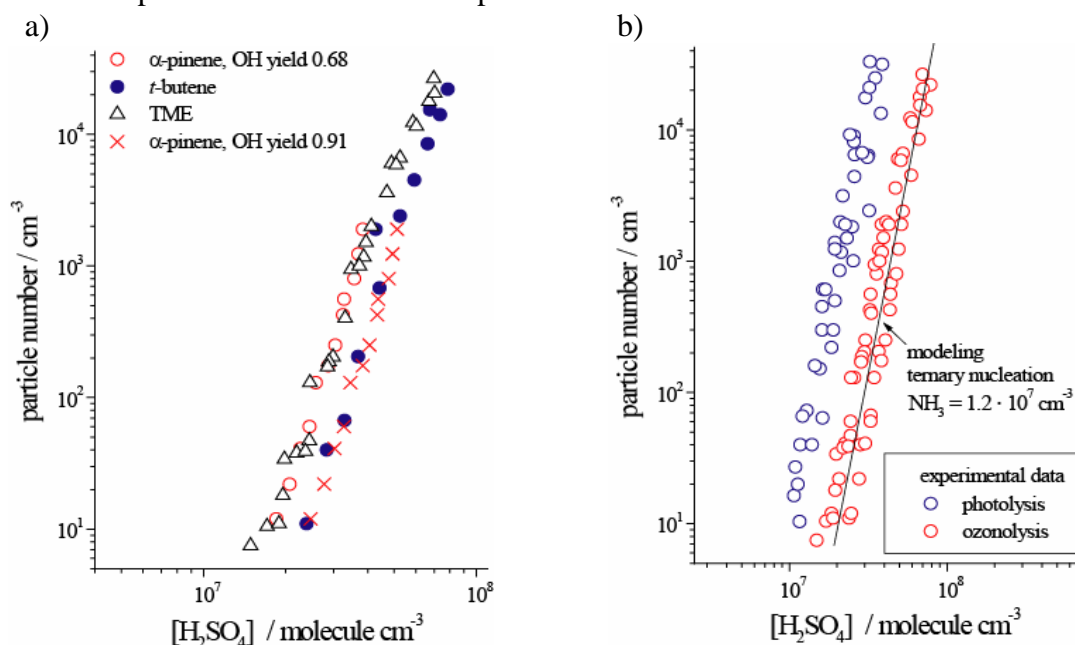 a)
α-pinene, OH yield 0.68
t-butene
TME
α-pinene, OH yield 0.91
10⁴
10³
10²
10¹
particle number / cm⁻³
10⁷
10⁸
[H₂SO₄] / molecule cm⁻³
b)
10⁴
10³
10²
10¹
particle number / cm⁻³
modeling
ternary nucleation
NH₃ = 1.2 · 10⁷ cm⁻³
experimental data
photolysis
ozonolysis
10⁷
10⁸
[H₂SO₄] / molecule cm⁻³